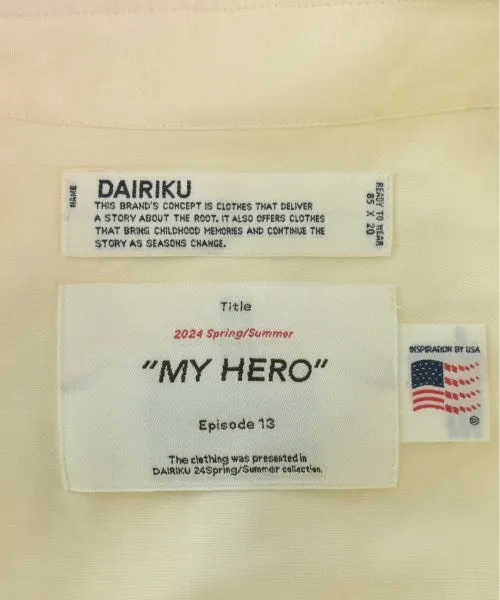 NAME
DAIRIKU
THIS BRAND'S CONCEPT IS CLOTHES THAT DELIVER
A STORY ABOUT THE ROOT. IT ALSO OFFERS CLOTHES
THAT BRING CHILDHOOD MEMORIES AND CONTINUE THE
STORY AS SEASONS CHANGE.
READY TO WEAR
85 X 20
Title
2024 Spring/Summer
"MY HERO"
Episode 13
The clothing was presented in
DAIRIKU 24Spring/Summer collection.
INSPIRATION BY USA